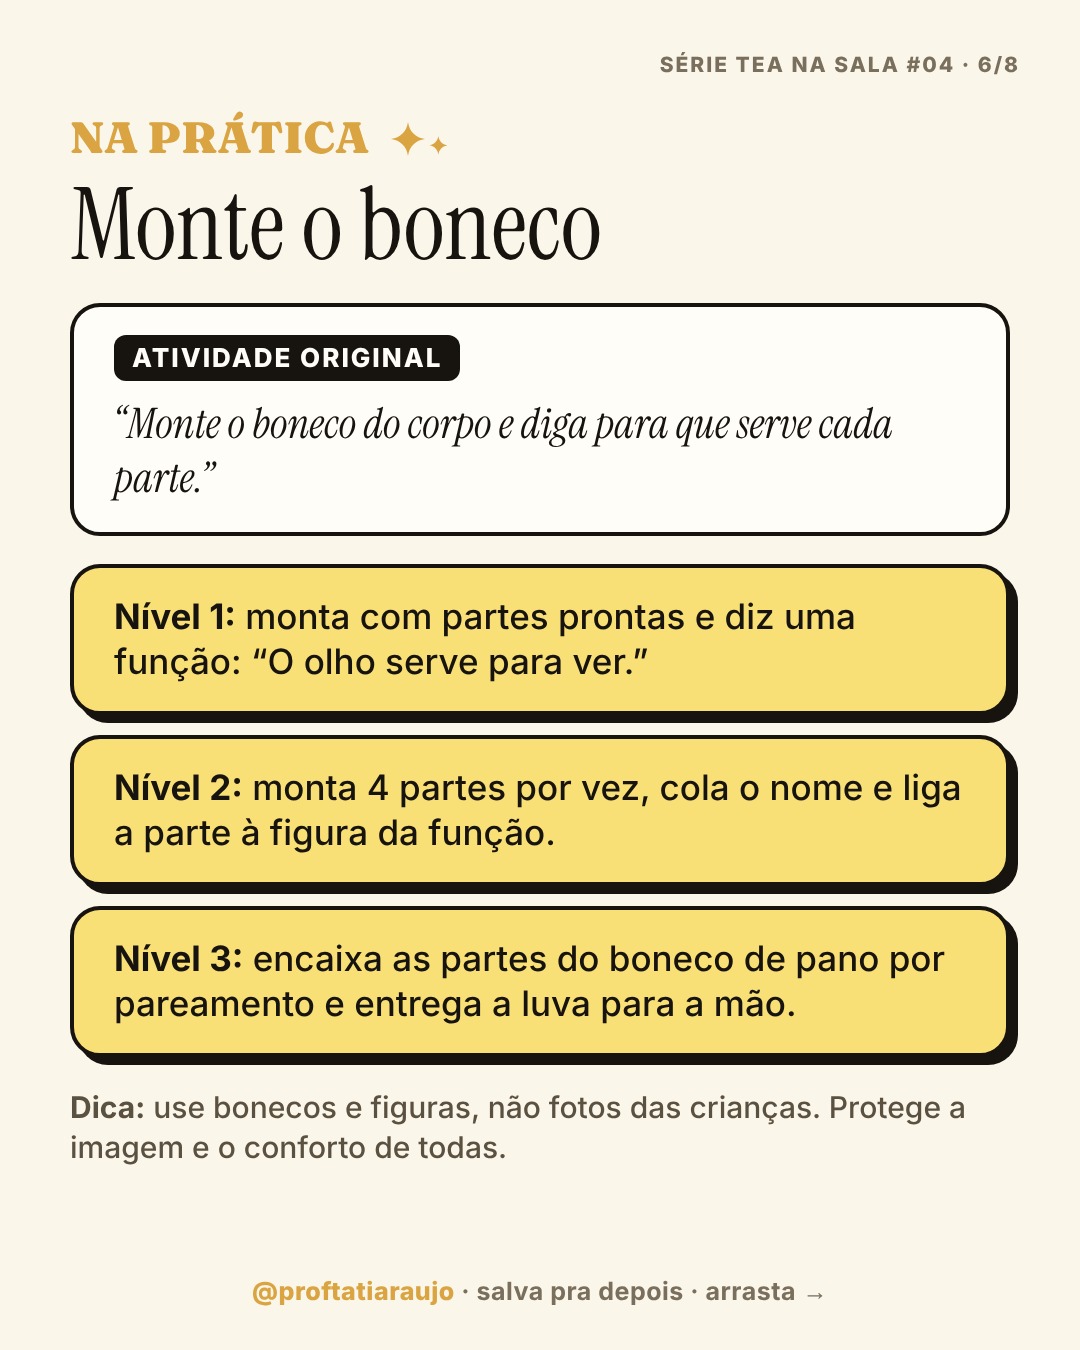 SÉRIE TEA NA SALA #04 · 6/8
NA PRÁTICA
Monte o boneco
ATIVIDADE ORIGINAL
“Monte o boneco do corpo e diga para que serve cada
parte.”
Nível 1: monta com partes prontas e diz uma
função: “O olho serve para ver.”
Nível 2: monta 4 partes por vez, cola o nome e liga
a parte à figura da função.
Nível 3: encaixa as partes do boneco de pano por
pareamento e entrega a luva para a mão.
Dica: use bonecos e figuras, não fotos das crianças. Protege a
imagem e o conforto de todas.
@proftatiaraujo · salva pra depois · arrasta →